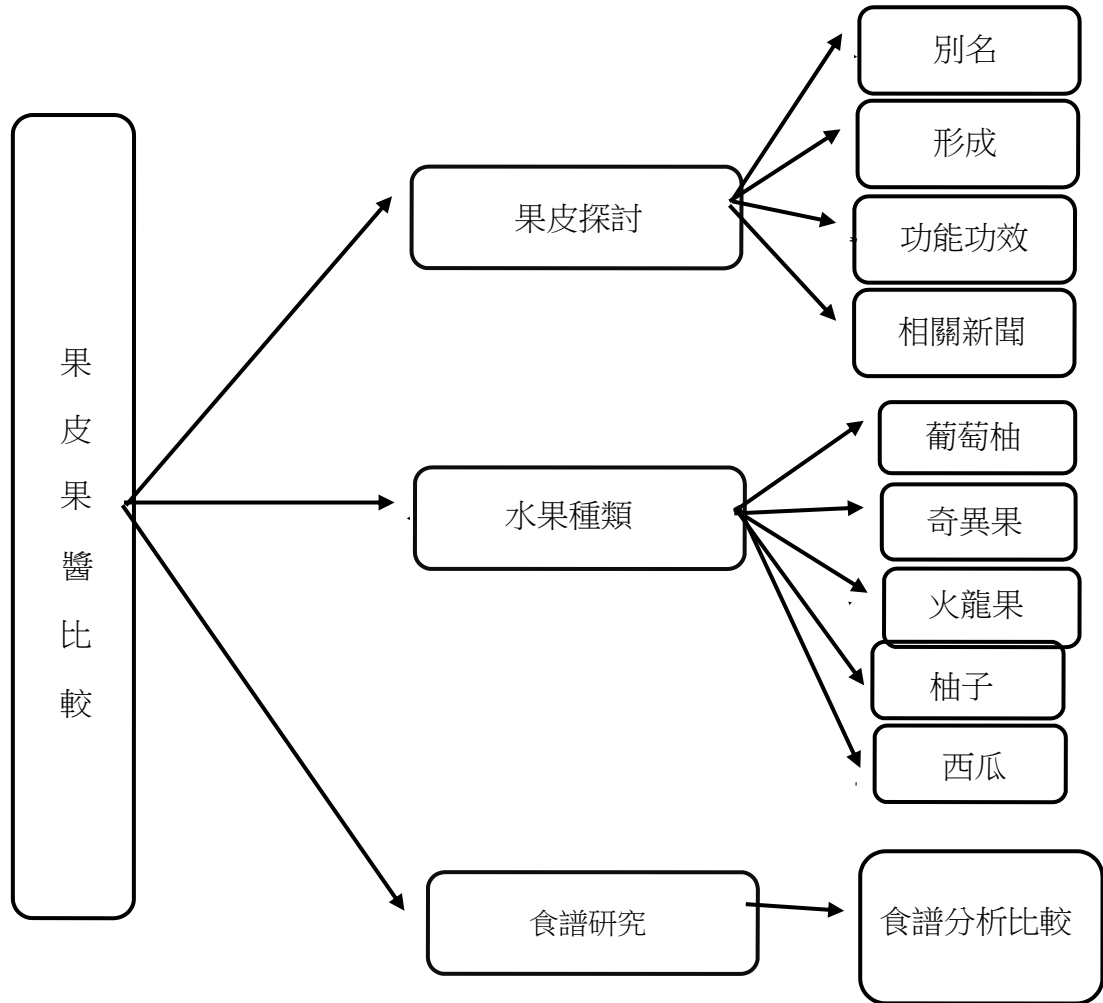 果皮果醬比較
果皮探討
別名
形成
功能功效
相關新聞
水果種類
葡萄柚
奇異果
火龍果
柚子
西瓜
食譜研究
食譜分析比較